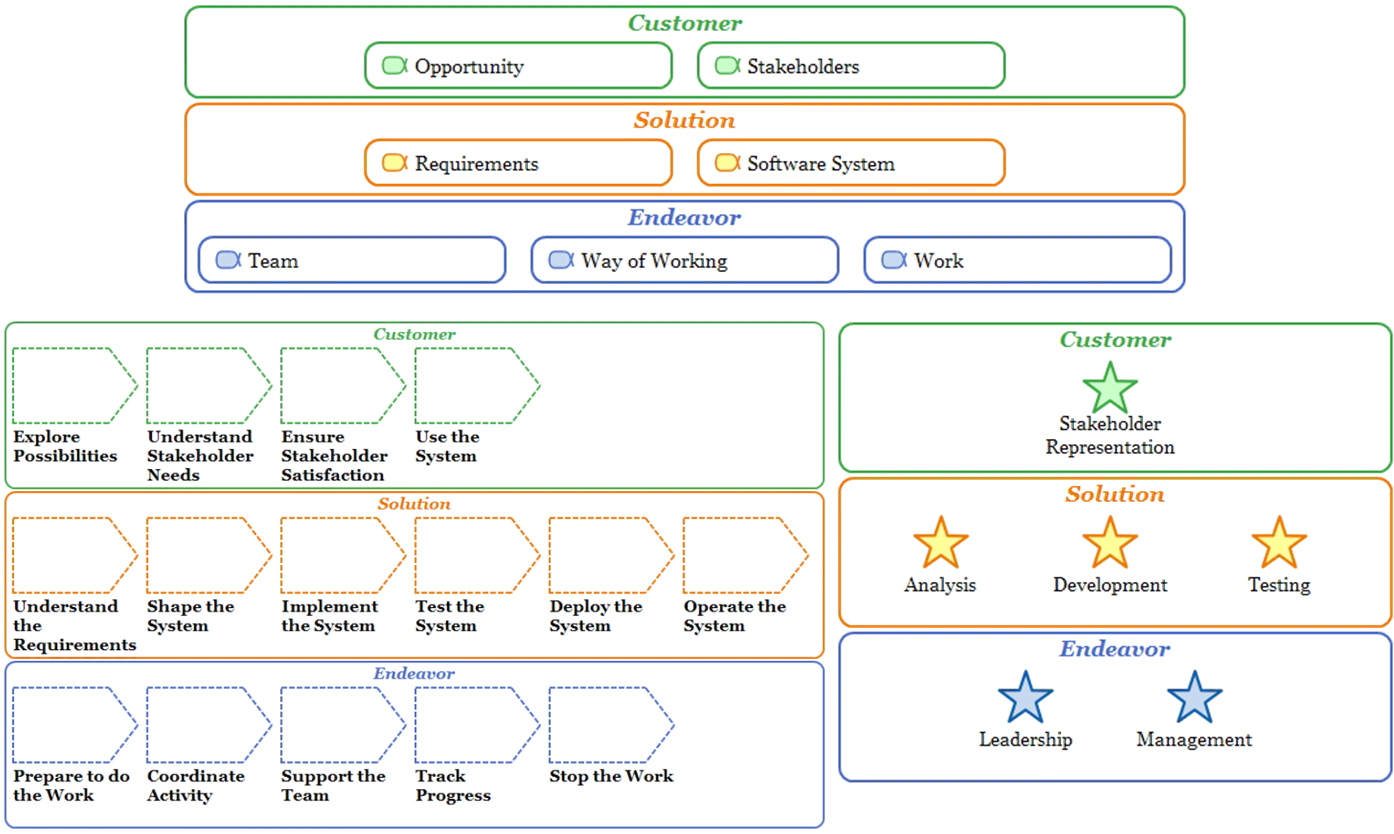 Customer
Opportunity
Stakeholders
Solution
Requirements
Software System
Endeavor
Team
Way of Working
Work
Customer
Explore
Possibilities
Understand
Stakeholder
Needs
Ensure
Stakeholder
Satisfaction
Use the
System
Solution
Understand
the
Requirements
Shape the
System
Implement
the System
Test the
System
Deploy the
System
Operate the
System
Endeavor
Prepare to do
the Work
Coordinate
Activity
Support the
Team
Track
Progress
Stop the Work
Customer
Stakeholder
Representation
Solution
Analysis
Development
Testing
Endeavor
Leadership
Management